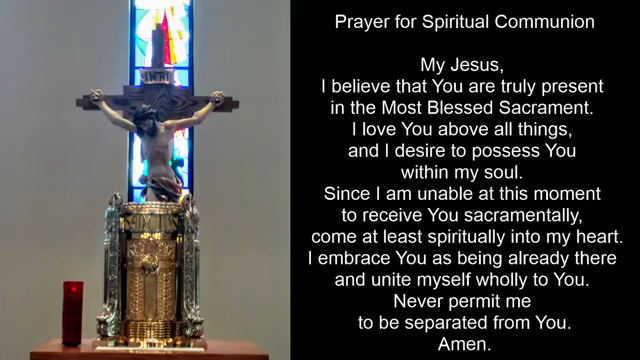 Prayer for Spiritual Communion
My Jesus,
I believe that You are truly present
in the Most Blessed Sacrament.
I love You above all things,
and I desire to possess You
within my soul.
Since I am unable at this moment
to receive You sacramentally,
come at least spiritually into my heart.
I embrace You as being already there
and unite myself wholly to You.
Never permit me
to be separated from You.
Amen.
INRI